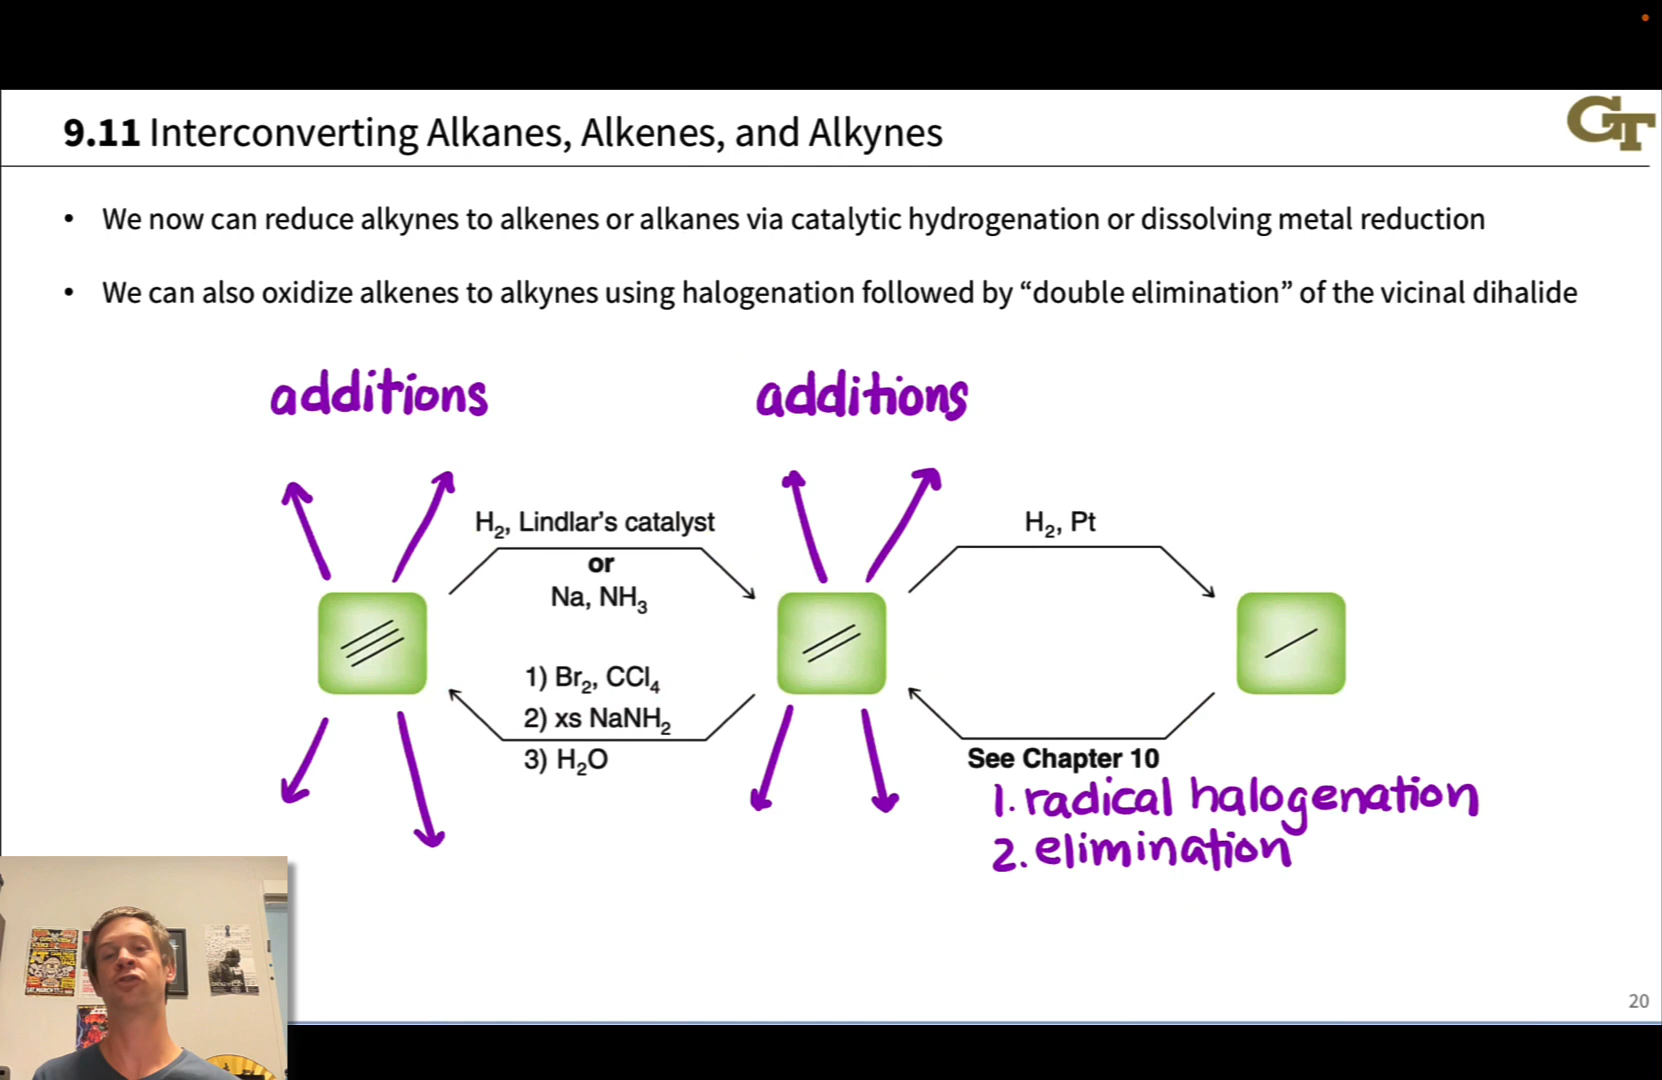 GT
9.11 Interconverting Alkanes, Alkenes, and Alkynes
• We now can reduce alkynes to alkenes or alkanes via catalytic hydrogenation or dissolving metal reduction
• We can also oxidize alkenes to alkynes using halogenation followed by “double elimination” of the vicinal dihalide
additions
additions
H₂, Lindlar's catalyst
or
Na, NH₃
H₂, Pt
1) Br₂, CCl₄
2) xs NaNH₂
3) H₂O
See Chapter 10
1. radical halogenation
2. elimination
20